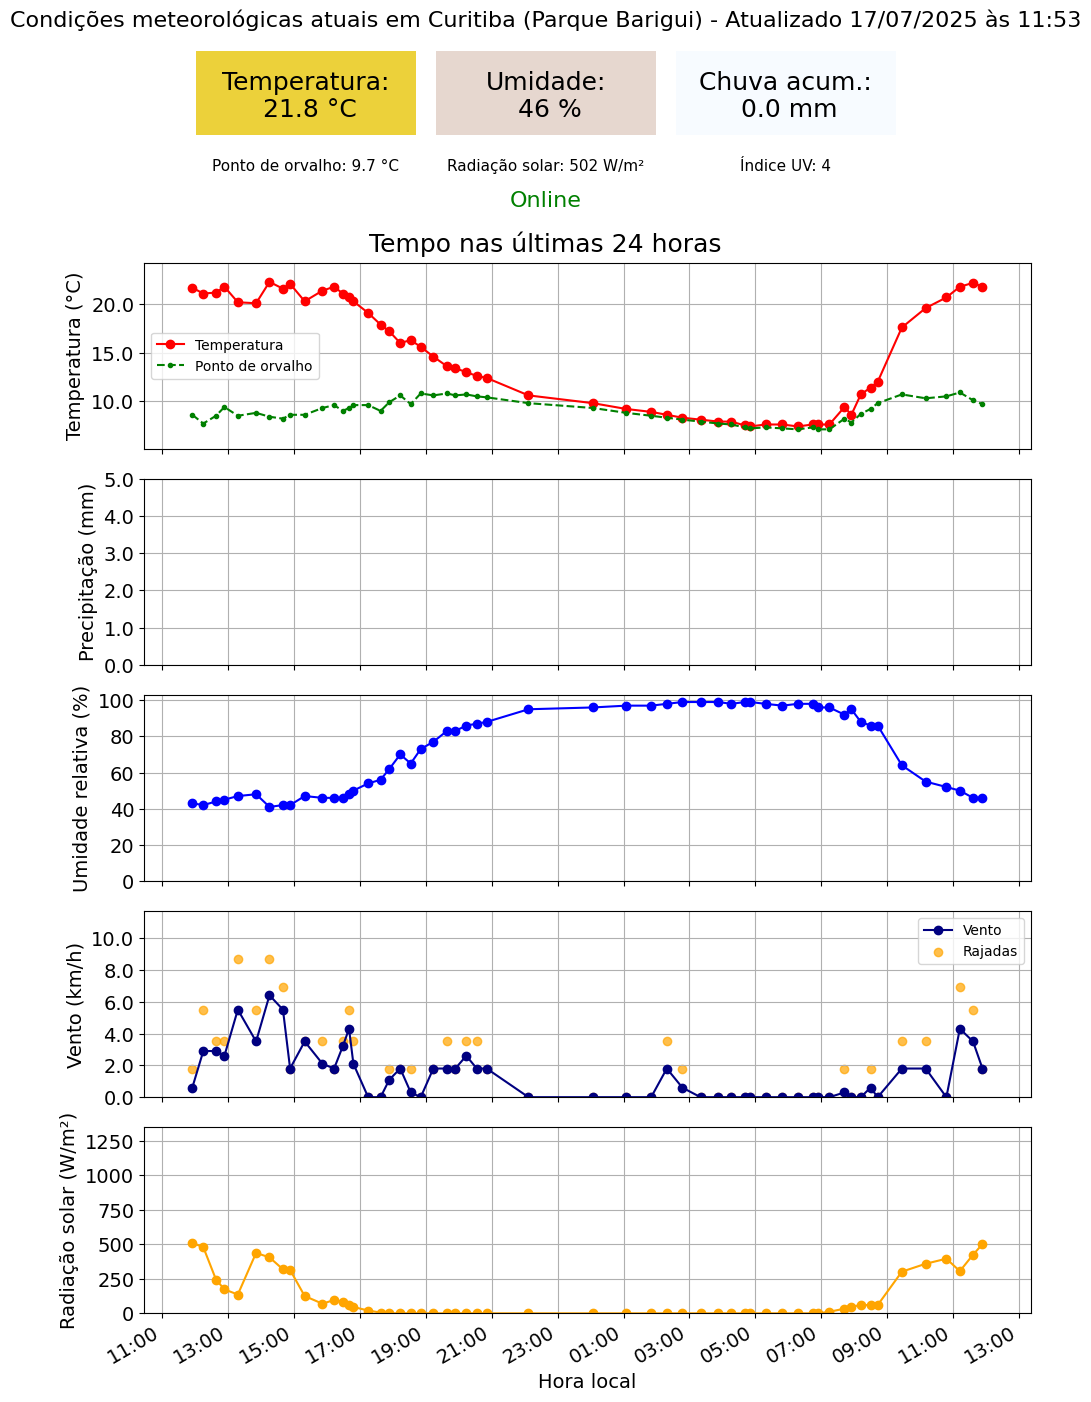 Condições meteorológicas atuais em Curitiba (Parque Barigui) - Atualizado 17/07/2025 às 11:53
Temperatura:
21.8 °C
Umidade:
46 %
Chuva acum.:
0.0 mm
Ponto de orvalho: 9.7 °C
Radiação solar: 502 W/m²
Índice UV: 4
Online
Tempo nas últimas 24 horas
Temperatura (°C)
20.0
15.0
10.0
Temperatura
Ponto de orvalho
Precipitação (mm)
5.0
4.0
3.0
2.0
1.0
0.0
Umidade relativa (%)
100
80
60
40
20
0
Vento (km/h)
10.0
8.0
6.0
4.0
2.0
0.0
Vento
Rajadas
Radiação solar (W/m²)
1250
1000
750
500
250
0
11:00
13:00
15:00
17:00
19:00
21:00
23:00
01:00
03:00
05:00
07:00
09:00
11:00
13:00
Hora local